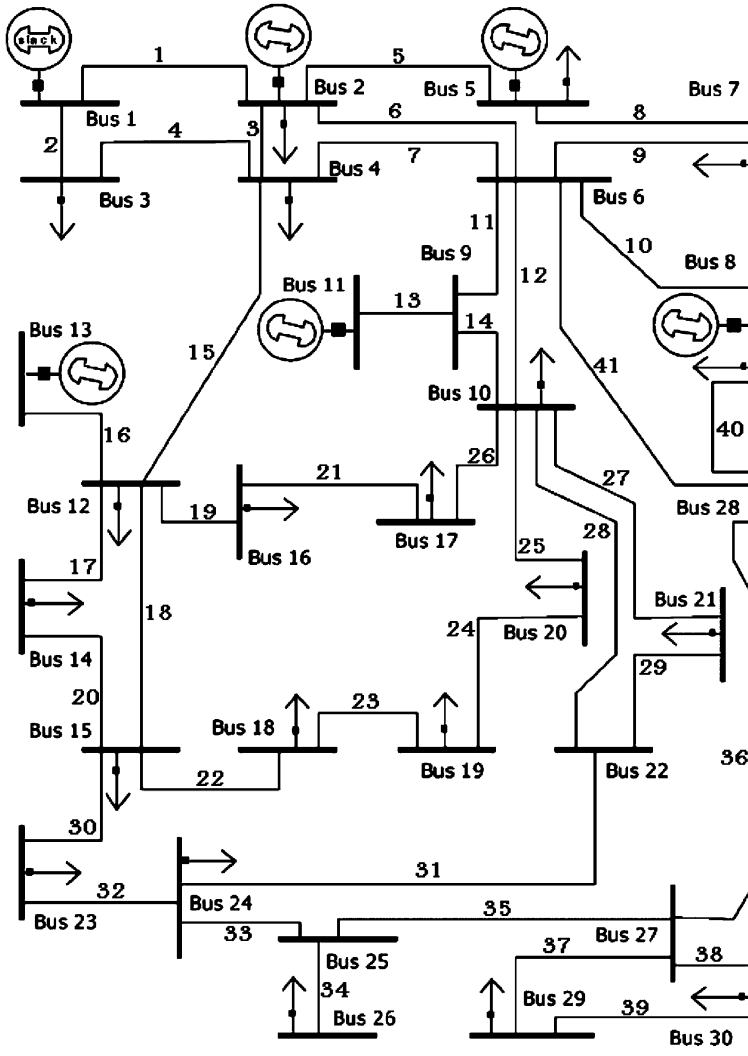 slack
1
5
Bus 2
Bus 5
Bus 7
Bus 1
6
8
2
4
3
7
9
Bus 4
Bus 3
Bus 6
11
10
Bus 9
12
Bus 8
Bus 11
13
14
Bus 13
15
41
Bus 10
16
40
26
21
27
Bus 12
19
28
Bus 28
Bus 17
Bus 16
25
17
Bus 21
18
24
Bus 20
Bus 14
29
20
23
Bus 15
Bus 18
36
Bus 19
Bus 22
22
30
31
32
Bus 24
35
Bus 23
33
Bus 27
37
38
Bus 25
34
Bus 29
39
Bus 26
Bus 30